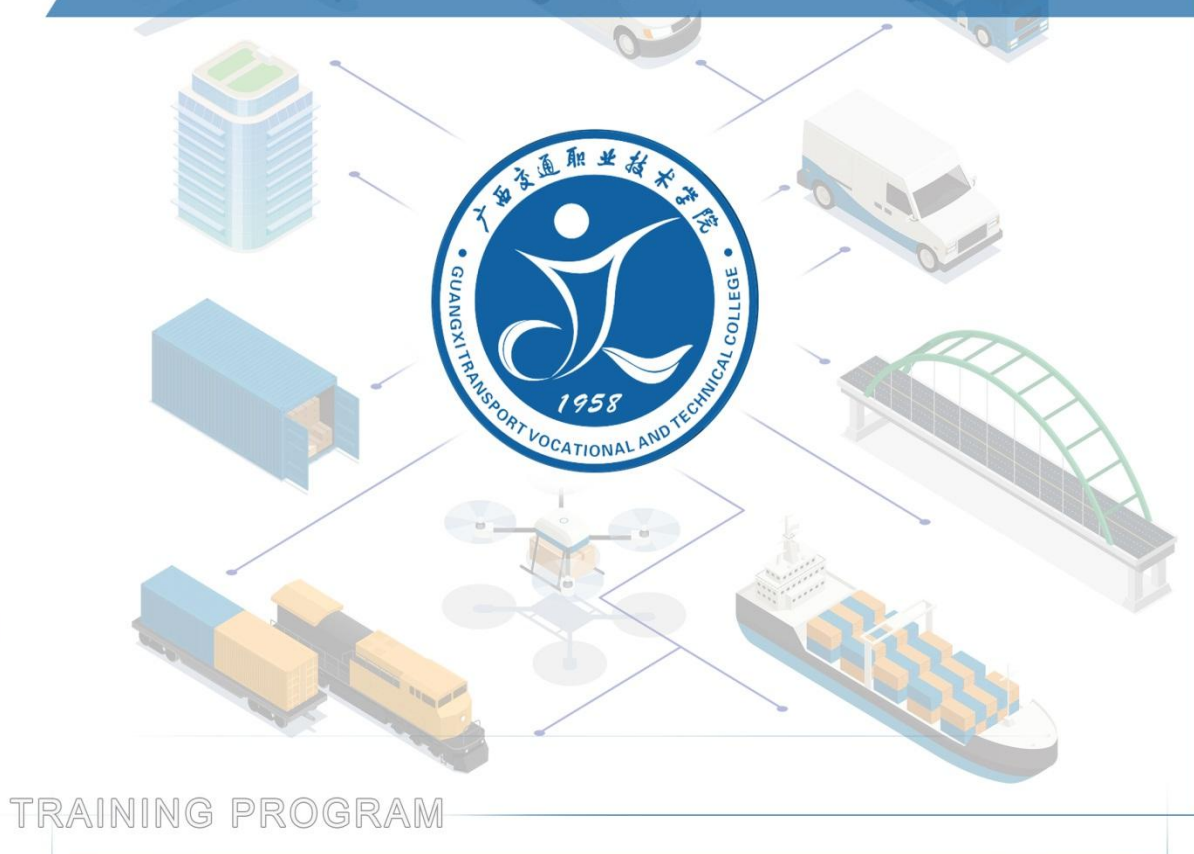 广西交通职业技术学院
GUANGXI TRANSPORT VOCATIONAL AND TECHNICAL COLLEGE
1958
TRAINING PROGRAM